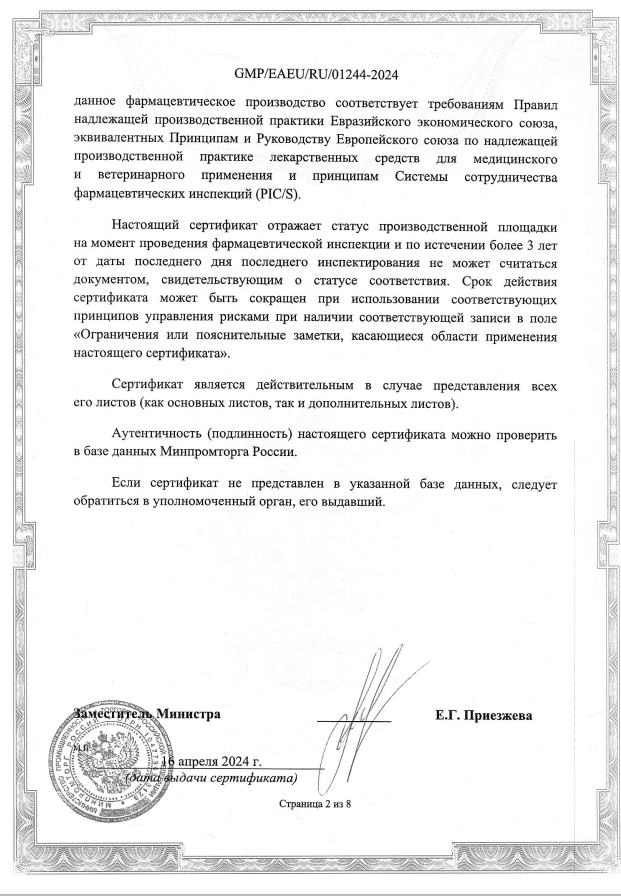 GMP/EAEU/RU/01244-2024
данное фармацевтическое производство соответствует требованиям Правил
надлежащей производственной практики Евразийского экономического союза,
эквивалентных Принципам и Руководству Европейского союза по надлежащей
производственной практике лекарственных средств для медицинского
и ветеринарного применения и принципам Системы сотрудничества
фармацевтических инспекций (PIC/S).
Настоящий сертификат отражает статус производственной площадки
на момент проведения фармацевтической инспекции и по истечении более 3 лет
от даты последнего дня последнего инспектирования не может считаться
документом, свидетельствующим о статусе соответствия. Срок действия
сертификата может быть сокращен при использовании соответствующих
принципов управления рисками при наличии соответствующей записи в поле
«Ограничения или пояснительные заметки, касающиеся области применения
настоящего сертификата».
Сертификат является действительным в случае представления всех
его листов (как основных листов, так и дополнительных листов).
Аутентичность (подлинность) настоящего сертификата можно проверить
в базе данных Минпромторга России.
Если сертификат не представлен в указанной базе данных, следует
обратиться в уполномоченный орган, его выдавший.
Заместитель Министра
Е.Г. Приезжева
М.П.
16 апреля 2024 г.
(дата выдачи сертификата)
Страница 2 из 8